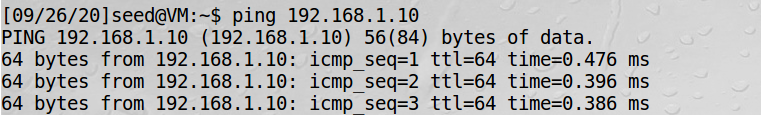 [09/26/20]seed@VM:~$ ping 192.168.1.10
PING 192.168.1.10 (192.168.1.10) 56(84) bytes of data.
64 bytes from 192.168.1.10: icmp_seq=1 ttl=64 time=0.476 ms
64 bytes from 192.168.1.10: icmp_seq=2 ttl=64 time=0.396 ms
64 bytes from 192.168.1.10: icmp_seq=3 ttl=64 time=0.386 ms